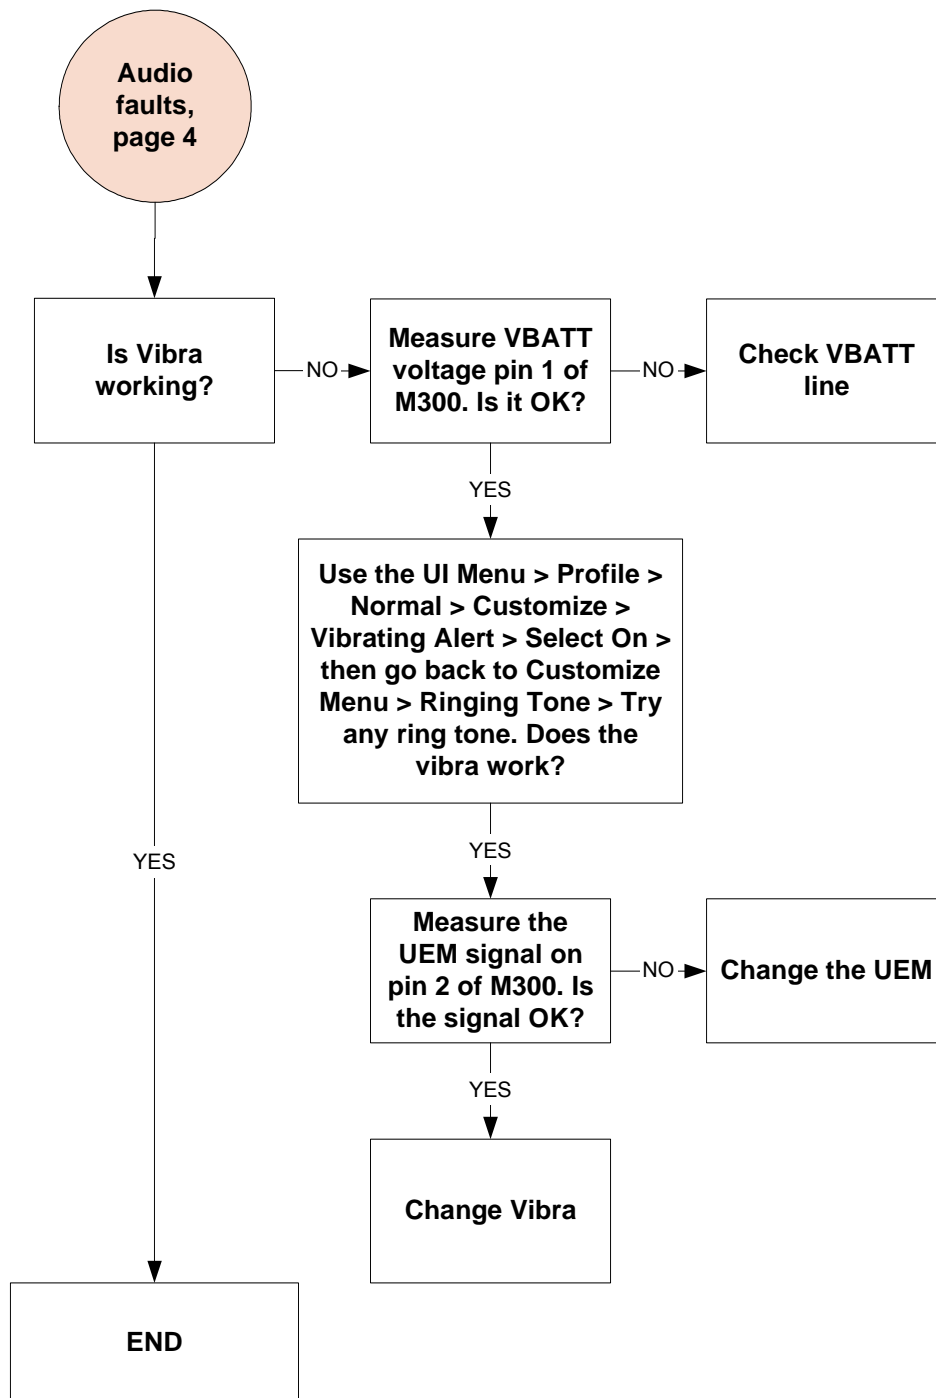 Audio
faults,
page 4
Is Vibra
working?
NO
Measure VBATT
voltage pin 1 of
M300. Is it OK?
NO
Check VBATT
line
YES
Use the UI Menu > Profile >
Normal > Customize >
Vibrating Alert > Select On >
then go back to Customize
Menu > Ringing Tone > Try
any ring tone. Does the
vibra work?
YES
YES
Measure the
UEM signal on
pin 2 of M300. Is
the signal OK?
NO
Change the UEM
YES
Change Vibra
END